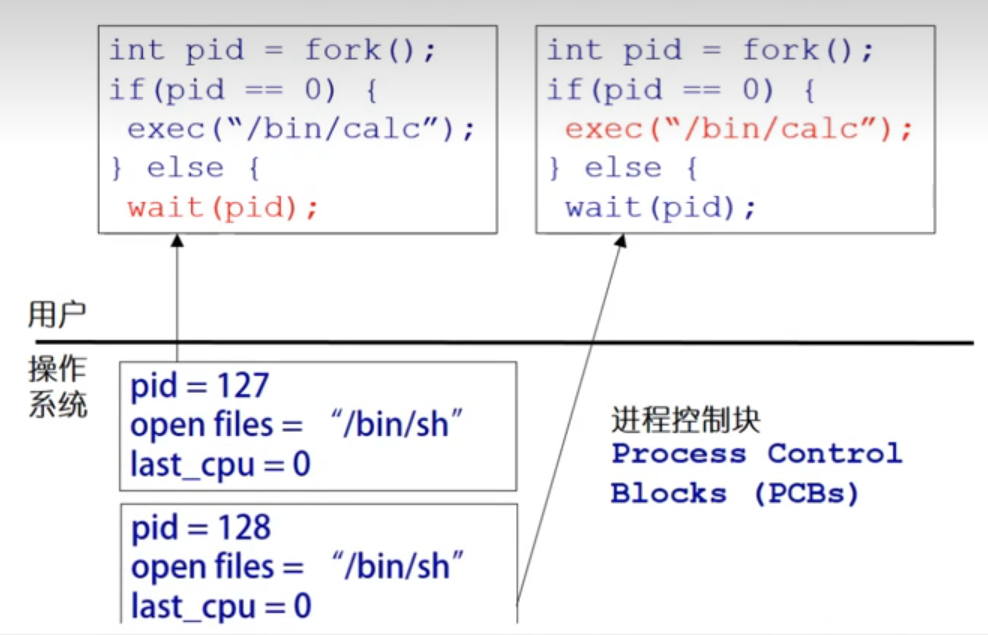 int pid = fork();
if(pid == 0) {
exec(“/bin/calc”);
} else {
wait(pid);
int pid = fork();
if(pid == 0) {
exec(“/bin/calc”);
} else {
wait(pid);
用户
操作
系统
pid = 127
open files = “/bin/sh”
last_cpu = 0
进程控制块
Process Control
Blocks (PCBs)
pid = 128
open files = “/bin/sh”
last_cpu = 0